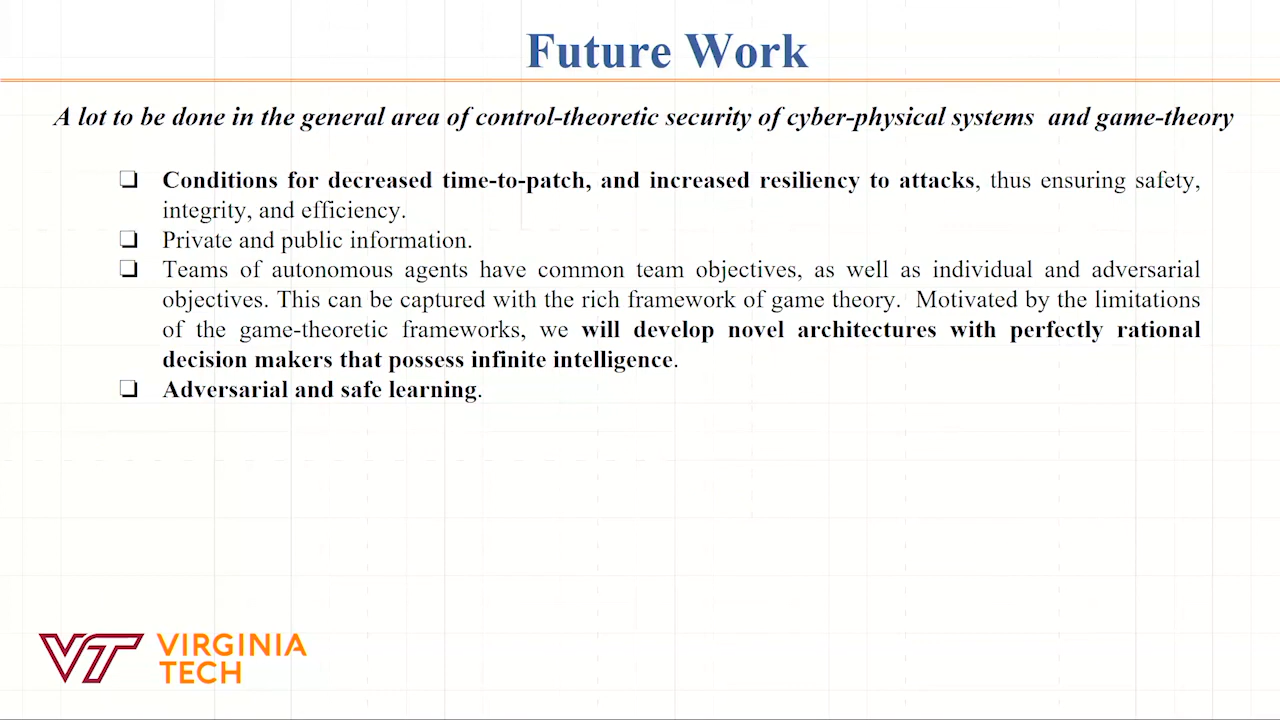 Future Work
A lot to be done in the general area of control-theoretic security of cyber-physical systems and game-theory
❑ Conditions for decreased time-to-patch, and increased resiliency to attacks, thus ensuring safety,
integrity, and efficiency.
❑ Private and public information.
❑ Teams of autonomous agents have common team objectives, as well as individual and adversarial
objectives. This can be captured with the rich framework of game theory. Motivated by the limitations
of the game-theoretic frameworks, we will develop novel architectures with perfectly rational
decision makers that possess infinite intelligence.
❑ Adversarial and safe learning.
VT VIRGINIA
TECH